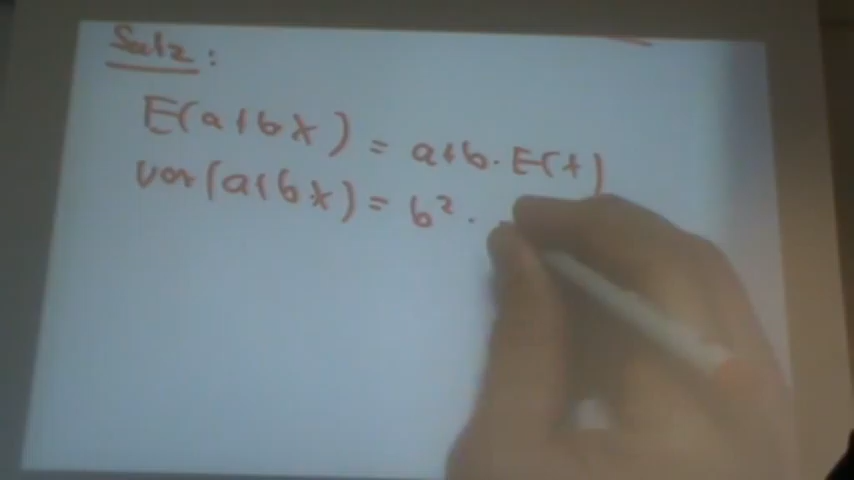 Satz:
E(a+bX) = a+b·E(X)
var(a+bX) = b²·